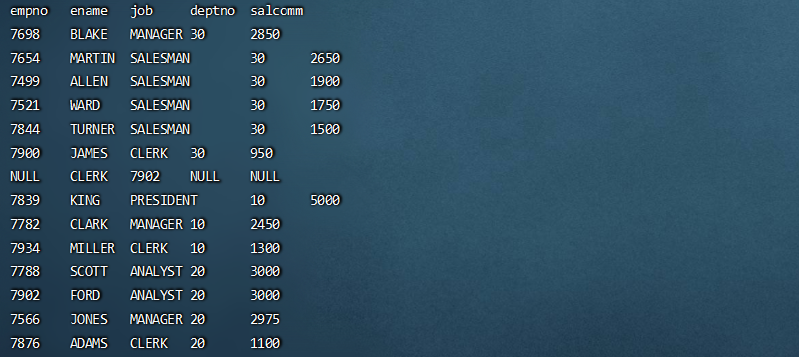 empno ename job deptno salcomm
7698 BLAKE MANAGER 30 2850
7654 MARTIN SALESMAN 30 2650
7499 ALLEN SALESMAN 30 1900
7521 WARD SALESMAN 30 1750
7844 TURNER SALESMAN 30 1500
7900 JAMES CLERK 30 950
NULL CLERK 7902 NULL NULL
7839 KING PRESIDENT 10 5000
7782 CLARK MANAGER 10 2450
7934 MILLER CLERK 10 1300
7788 SCOTT ANALYST 20 3000
7902 FORD ANALYST 20 3000
7566 JONES MANAGER 20 2975
7876 ADAMS CLERK 20 1100